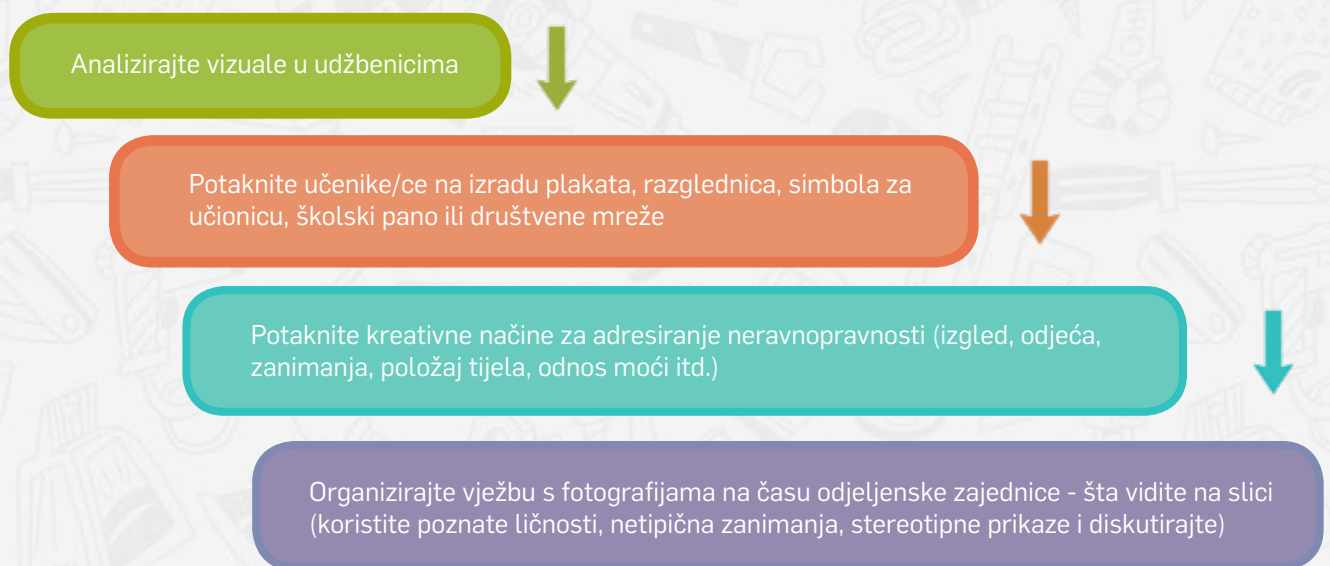 Analizirajte vizuale u udžbenicima
Potaknite učenike/ce na izradu plakata, razglednica, simbola za
učionicu, školski pano ili društvene mreže
Potaknite kreativne načine za adresiranje neravnopravnosti (izgled, odjeća,
zanimanja, položaj tijela, odnos moći itd.)
Organizirajte vježbu s fotografijama na času odjeljenske zajednice - šta vidite na slici
(koristite poznate ličnosti, netipična zanimanja, stereotipne prikaze i diskutirajte)